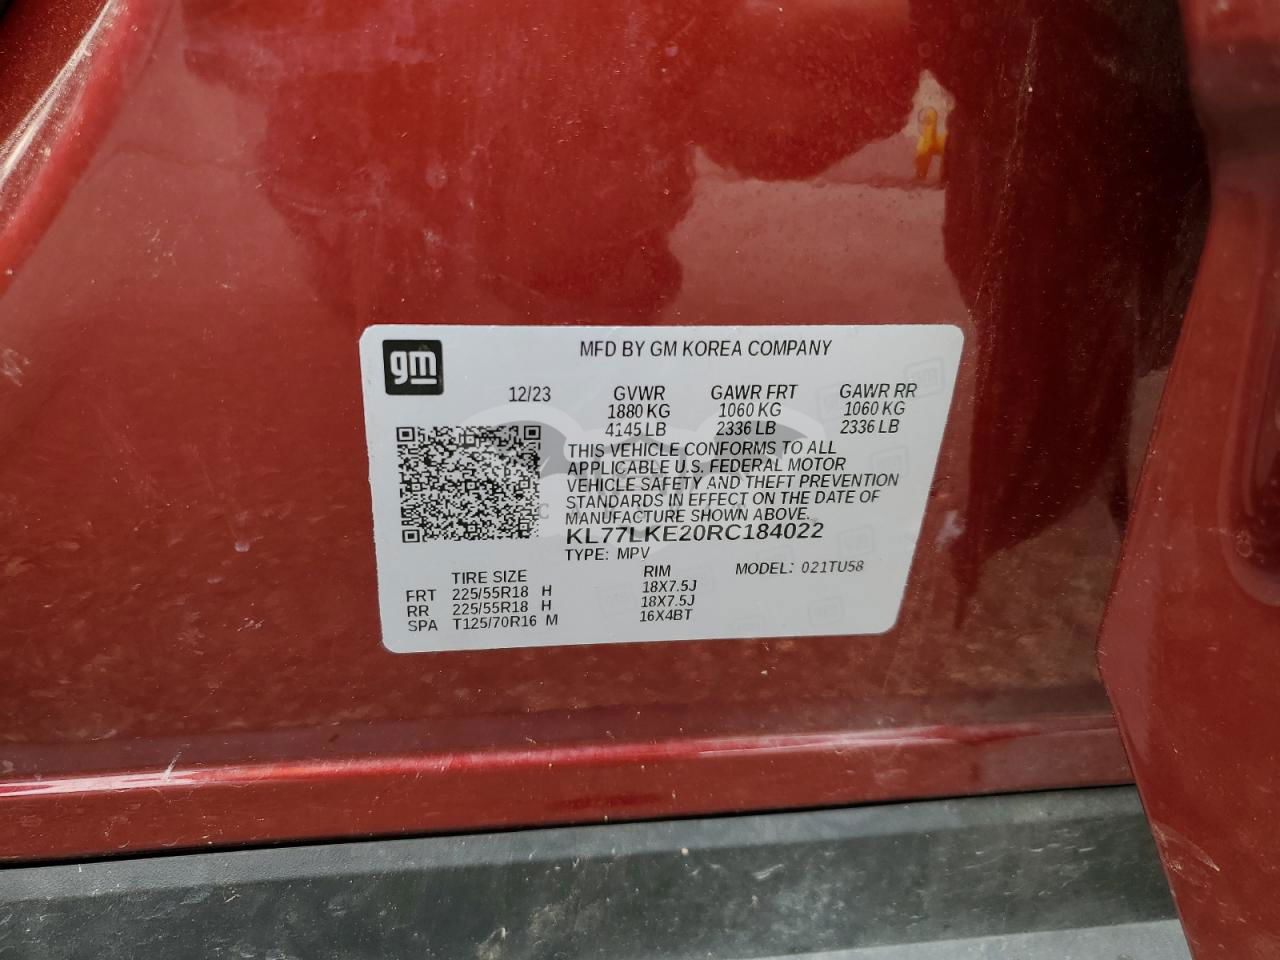 gm
MFD BY GM KOREA COMPANY
12/23 GVWR GAWR FRT GAWR RR
1880 KG 1060 KG 1060 KG
4145 LB 2336 LB 2336 LB
THIS VEHICLE CONFORMS TO ALL
APPLICABLE U.S. FEDERAL MOTOR
VEHICLE SAFETY AND THEFT PREVENTION
STANDARDS IN EFFECT ON THE DATE OF
MANUFACTURE SHOWN ABOVE.
KL77LKE20RC184022
TYPE: MPV
TIRE SIZE RIM MODEL: 021TU58
FRT 225/55R18 H 18X7.5J
RR 225/55R18 H 18X7.5J
SPA T125/70R16 M 16X4BT